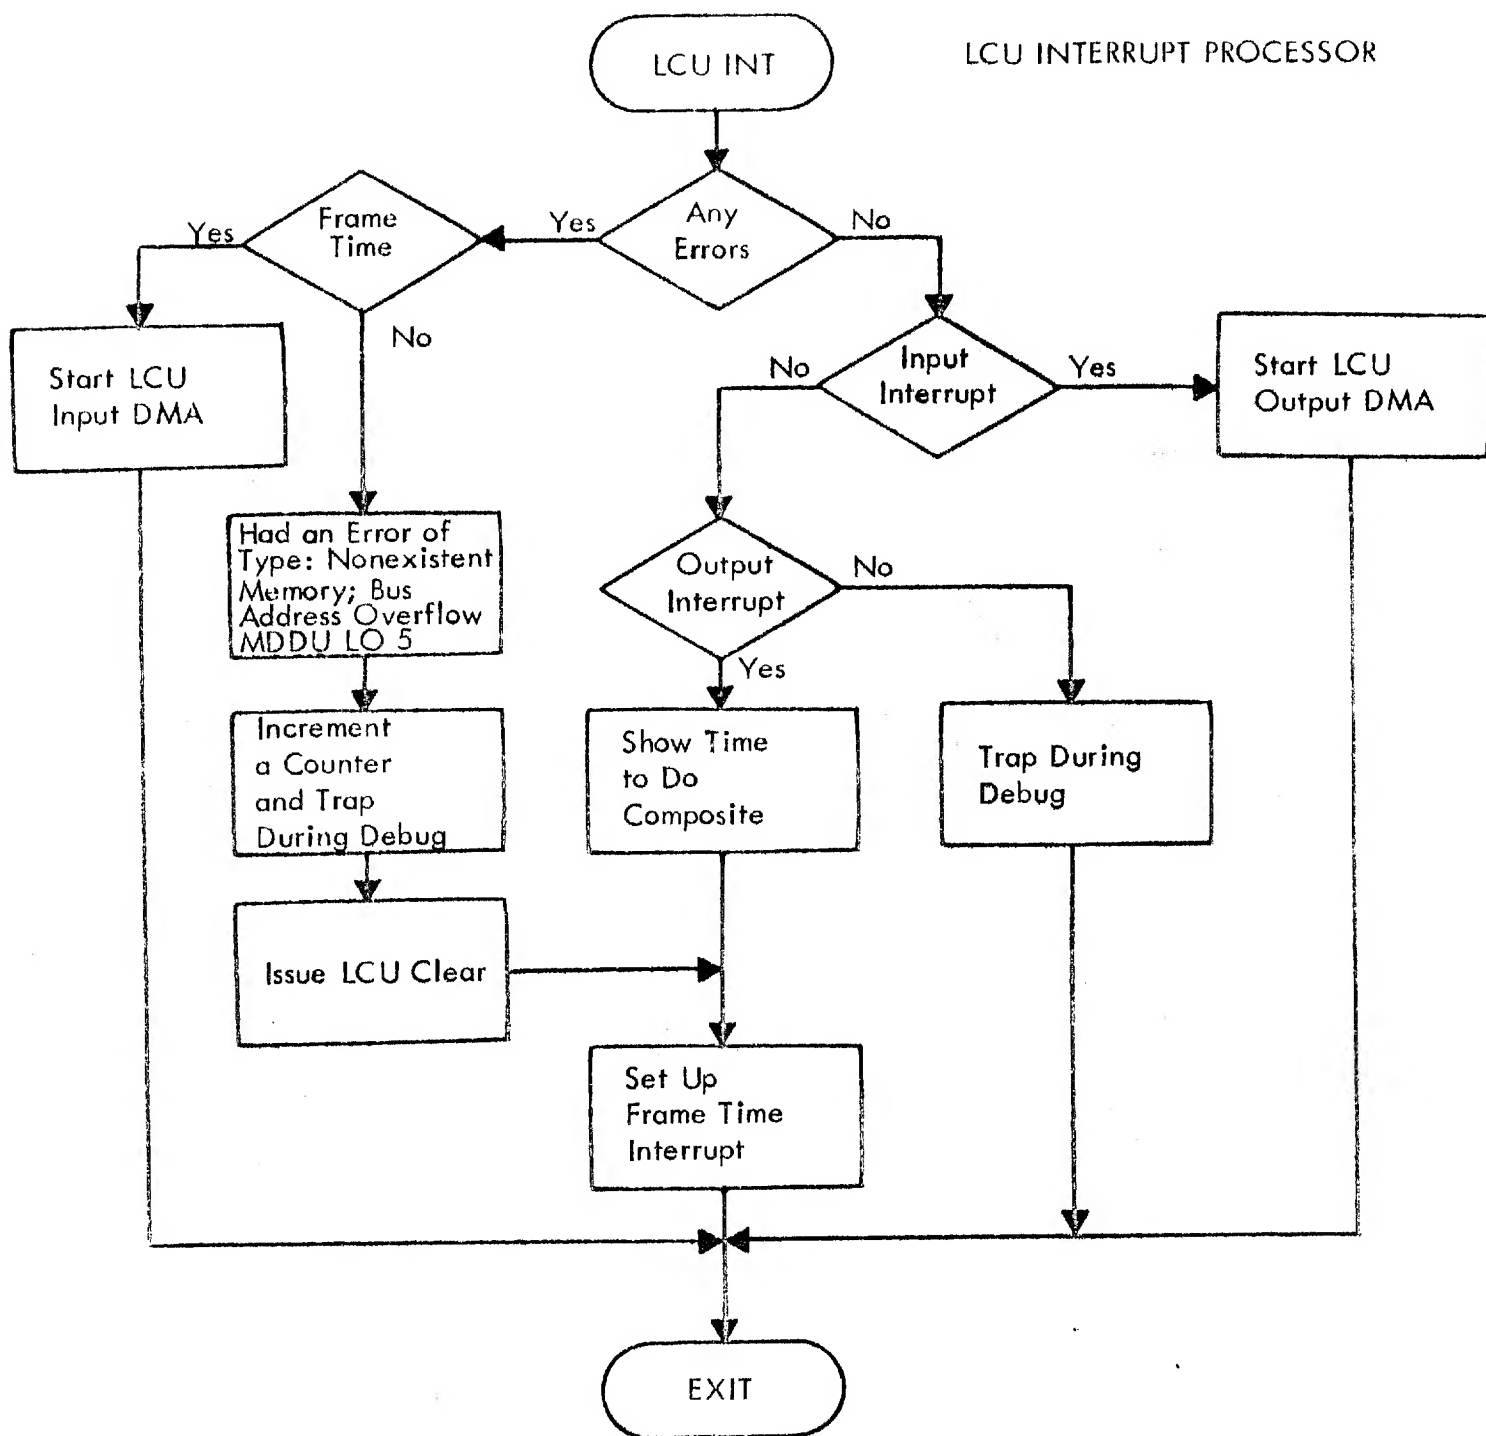 LCU INT
LCU INTERRUPT PROCESSOR
Any
Errors
Yes
No
Frame
Time
Yes
No
Start LCU
Input DMA
Input
Interrupt
No
Yes
Start LCU
Output DMA
Had an Error of
Type: Nonexistent
Memory; Bus
Address Overflow
MDDU LO 5
Output
Interrupt
No
Yes
Increment
a Counter
and Trap
During Debug
Show Time
to Do
Composite
Trap During
Debug
Issue LCU Clear
Set Up
Frame Time
Interrupt
EXIT